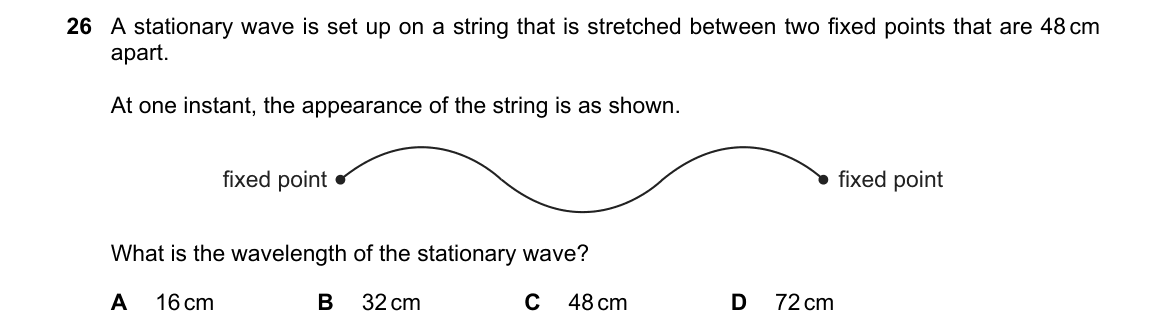 26 A stationary wave is set up on a string that is stretched between two fixed points that are 48 cm
apart.
At one instant, the appearance of the string is as shown.
fixed point fixed point
What is the wavelength of the stationary wave?
A 16 cm B 32 cm C 48 cm D 72 cm